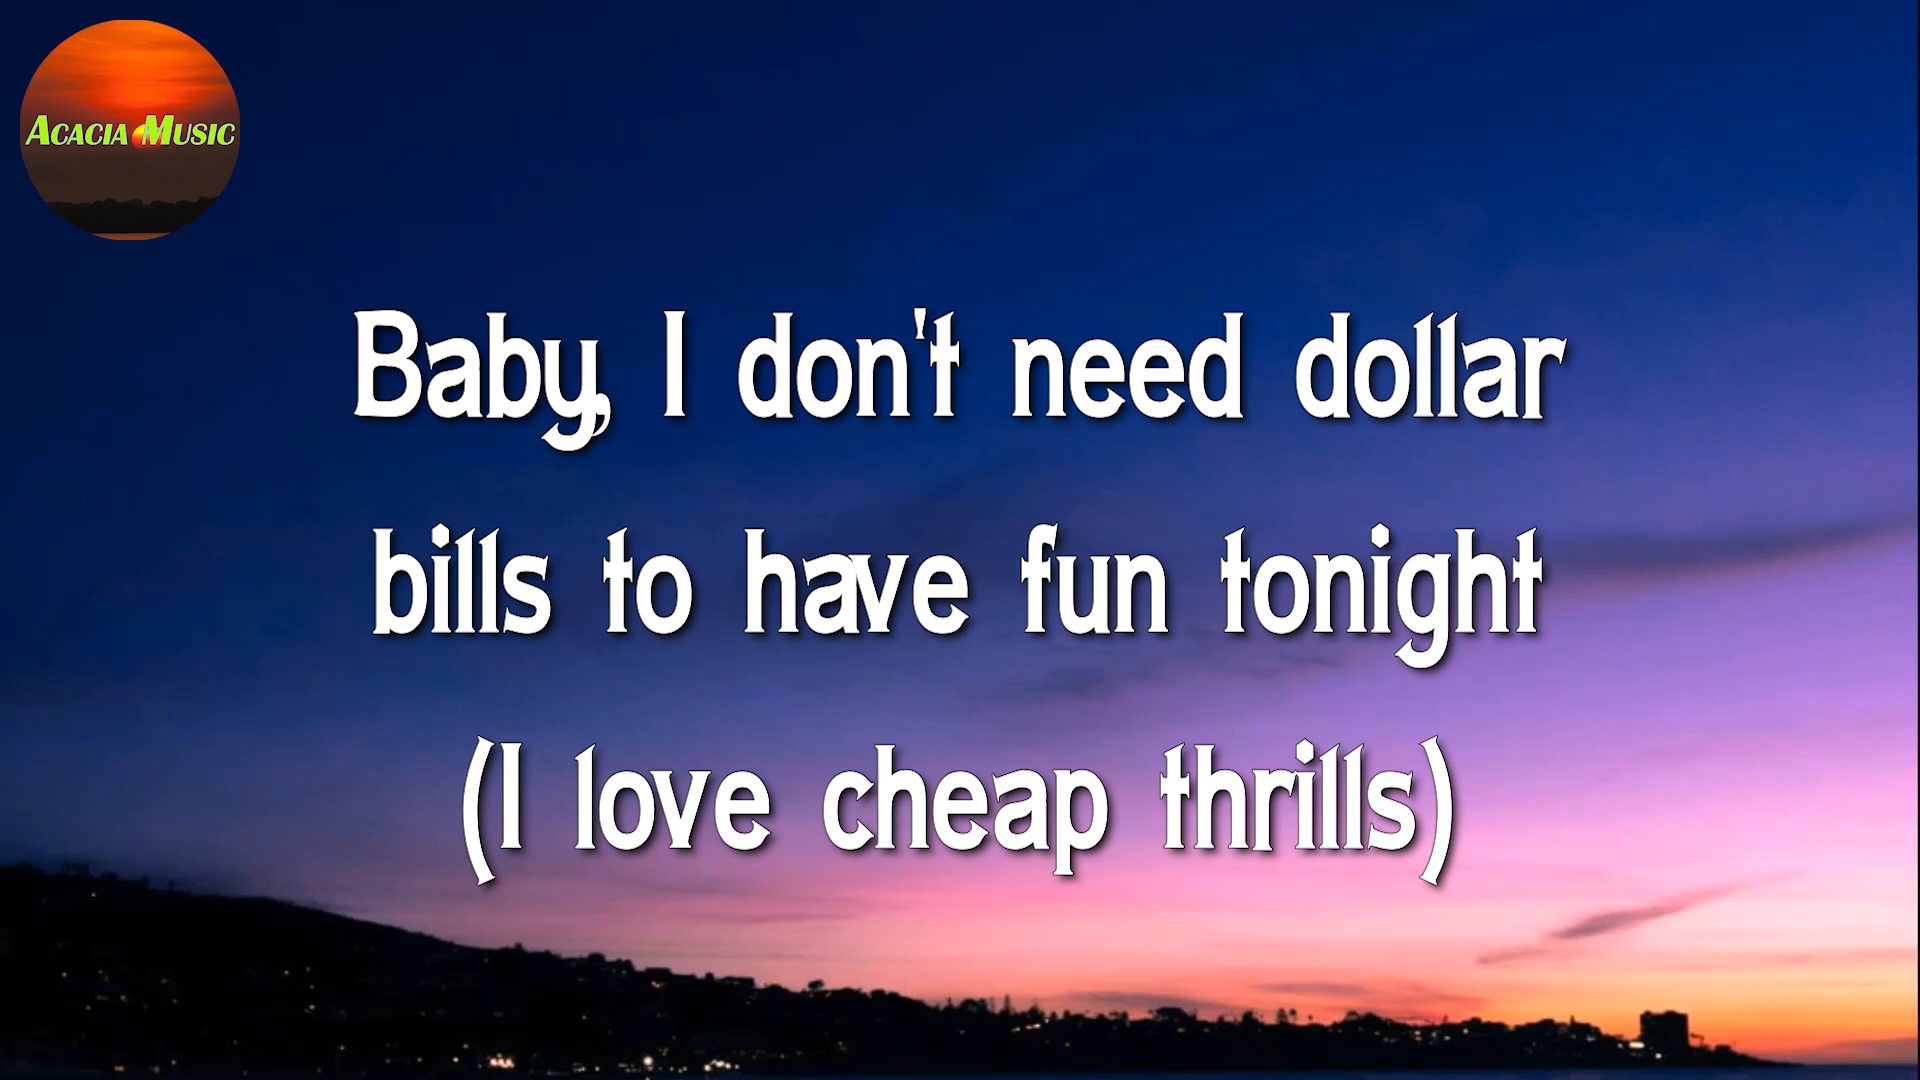 Acacia Music
Baby, I don't need dollar
bills to have fun tonight
(I love cheap thrills)